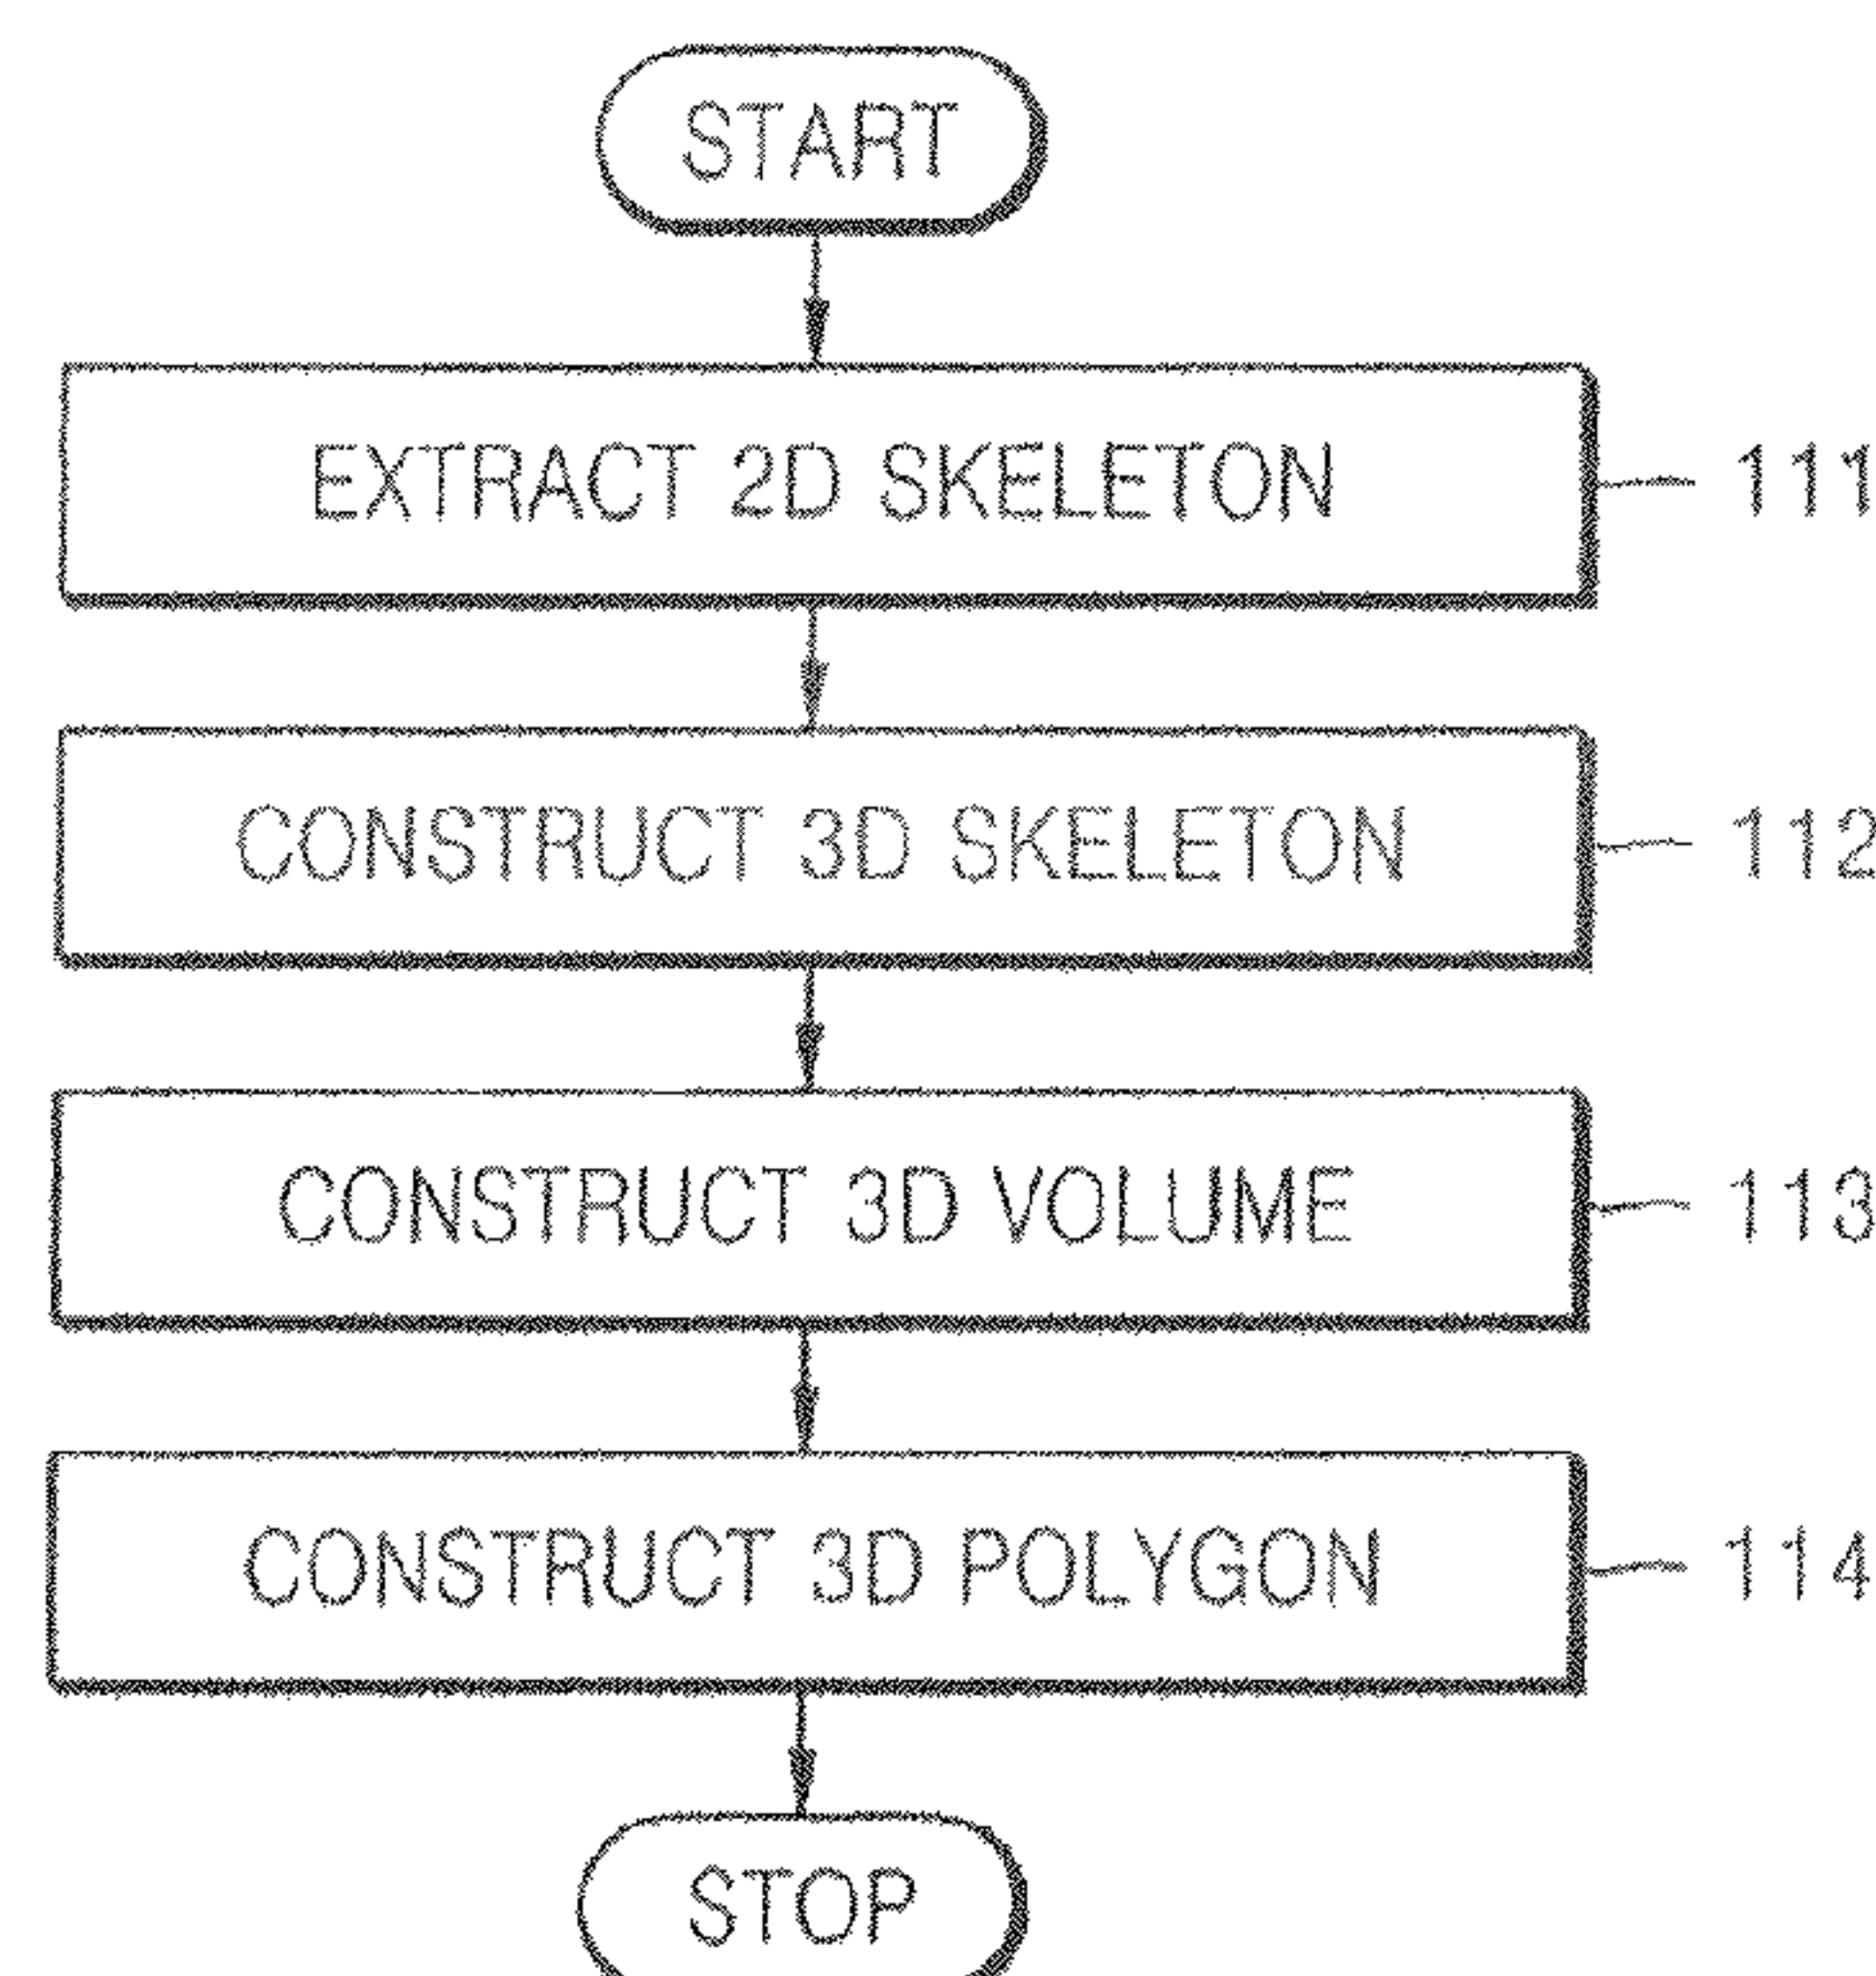 START
EXTRACT 2D SKELETON 111
CONSTRUCT 3D SKELETON 112
CONSTRUCT 3D VOLUME 113
CONSTRUCT 3D POLYGON 114
STOP